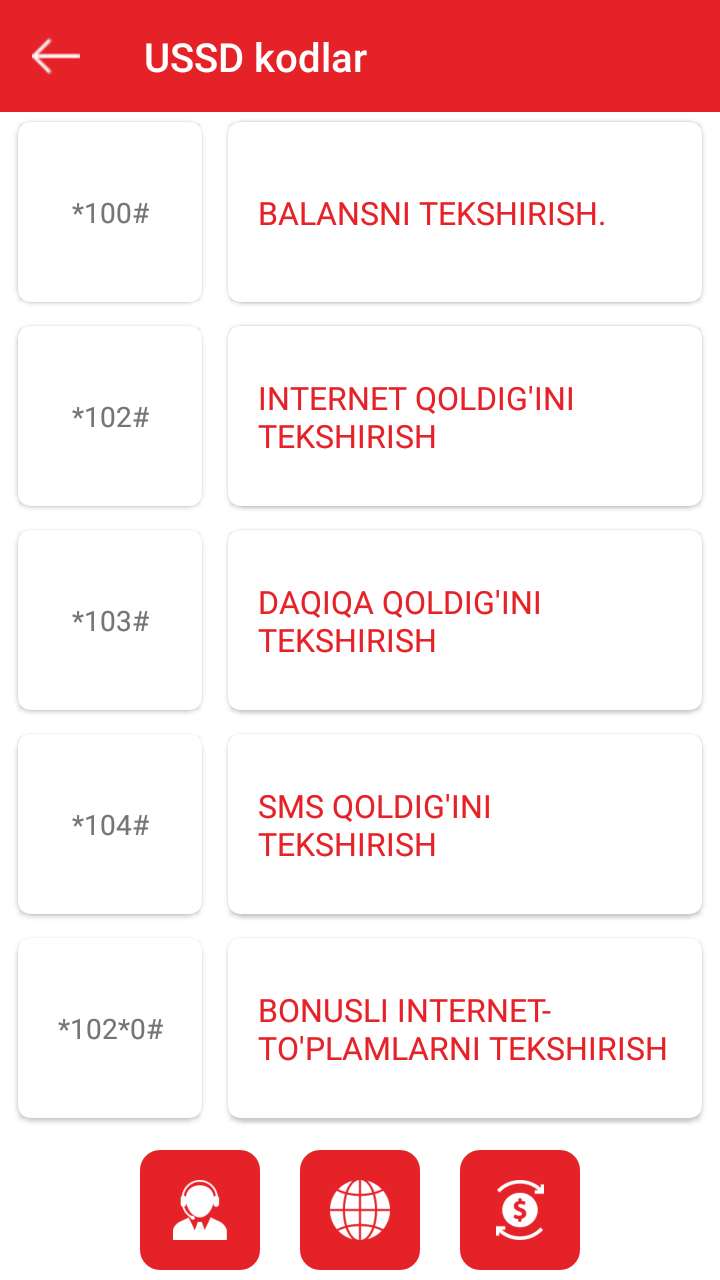 USSD kodlar
*100#
BALANSNI TEKSHIRISH.
*102#
INTERNET QOLDIG'INI
TEKSHIRISH
*103#
DAQIQA QOLDIG'INI
TEKSHIRISH
*104#
SMS QOLDIG'INI
TEKSHIRISH
*102*0#
BONUSLI INTERNET-
TO'PLAMLARNI TEKSHIRISH
$